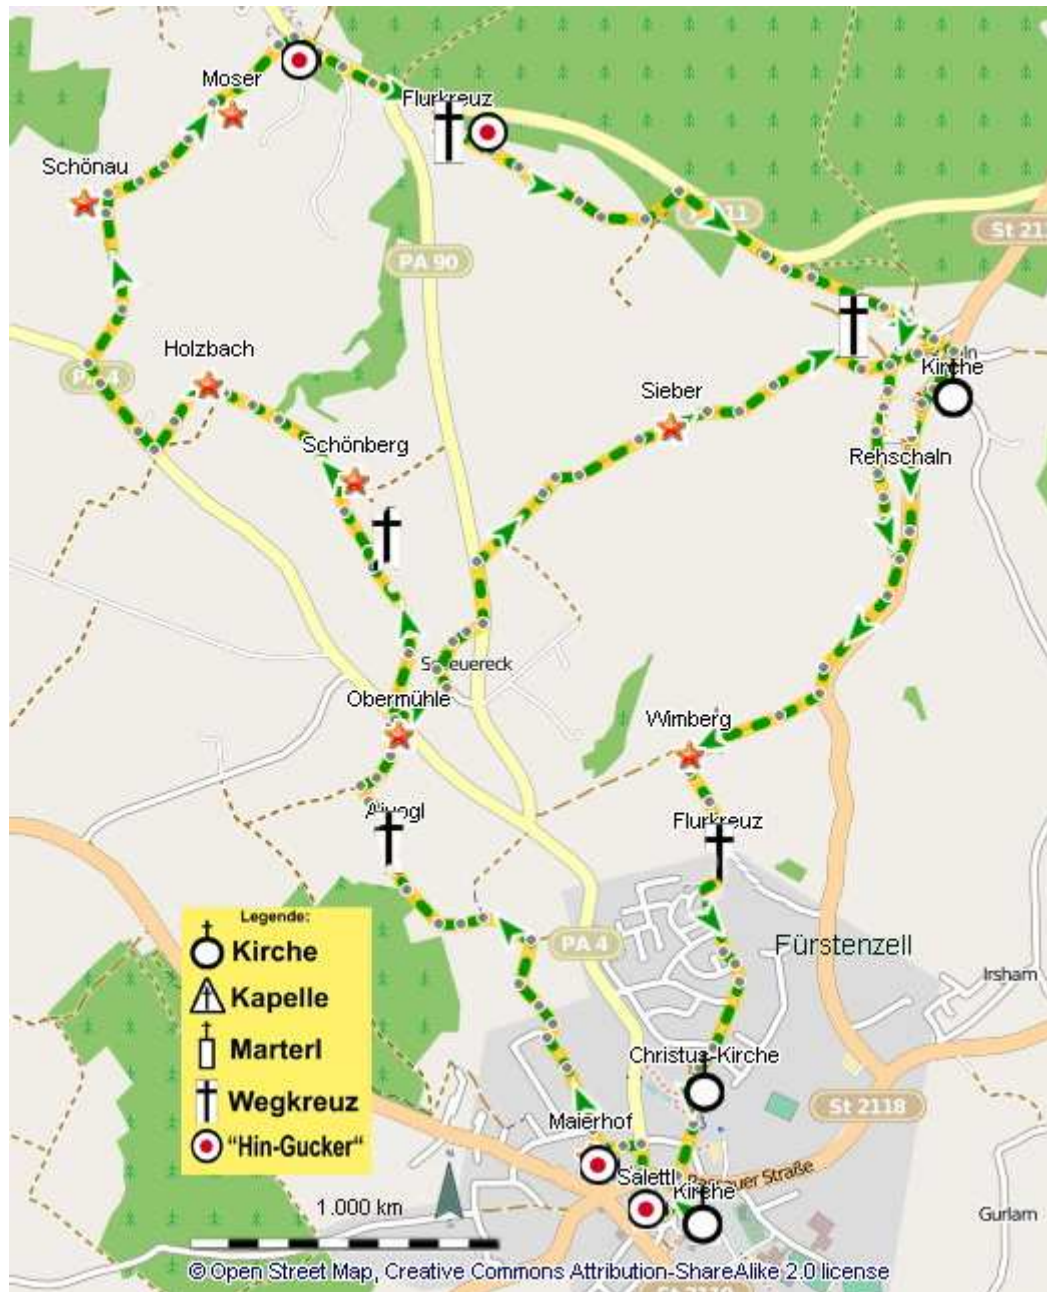 Moser
Flurkreuz
Schönau
St 21
PA 90
Holzbach
Kirche
Sieber
Schönberg
Rehschaln
Obermühle
Wimberg
Flurkreuz
Fürstenzell
PA 4
Irsham
Legende:
Kirche
Kapelle
Marterl
Wegkreuz
"Hin-Gucker"
Christus-Kirche
St 2118
Maierhof
Salettl
Kirche
Passauer Straße
1.000 km
Gurlam
© Open Street Map, Creative Commons Attribution-ShareAlike 2.0 license